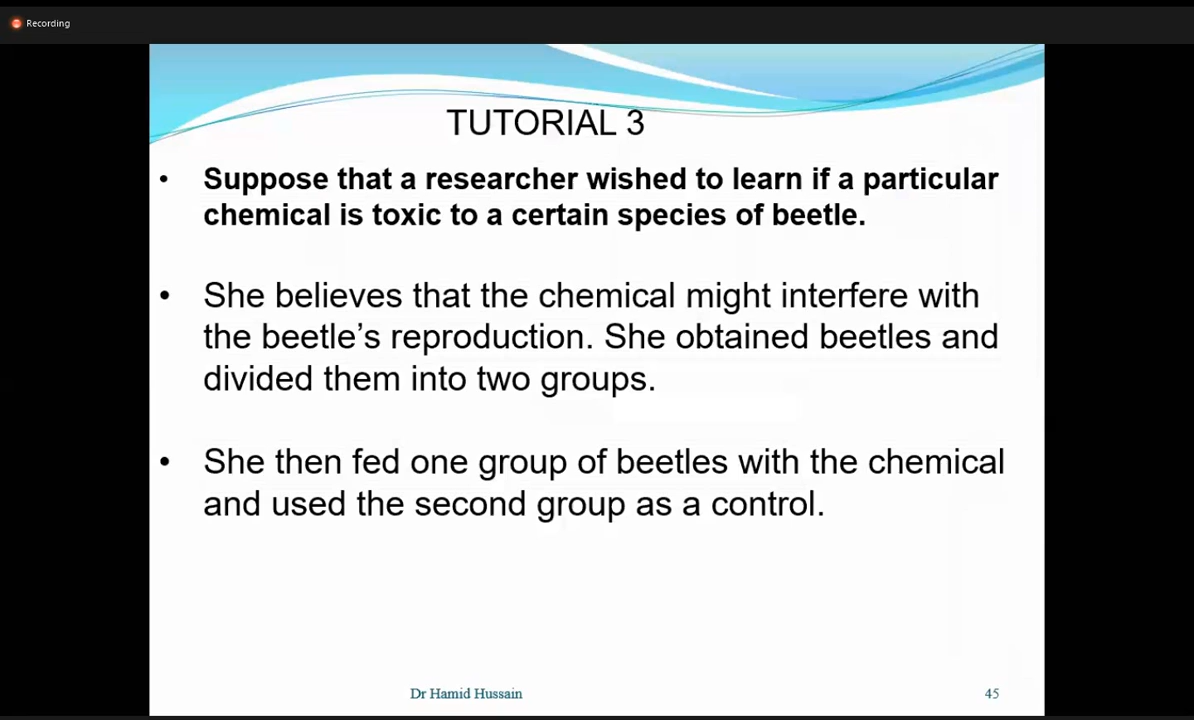 Recording
TUTORIAL 3
• Suppose that a researcher wished to learn if a particular
chemical is toxic to a certain species of beetle.
• She believes that the chemical might interfere with
the beetle’s reproduction. She obtained beetles and
divided them into two groups.
• She then fed one group of beetles with the chemical
and used the second group as a control.
Dr Hamid Hussain
45